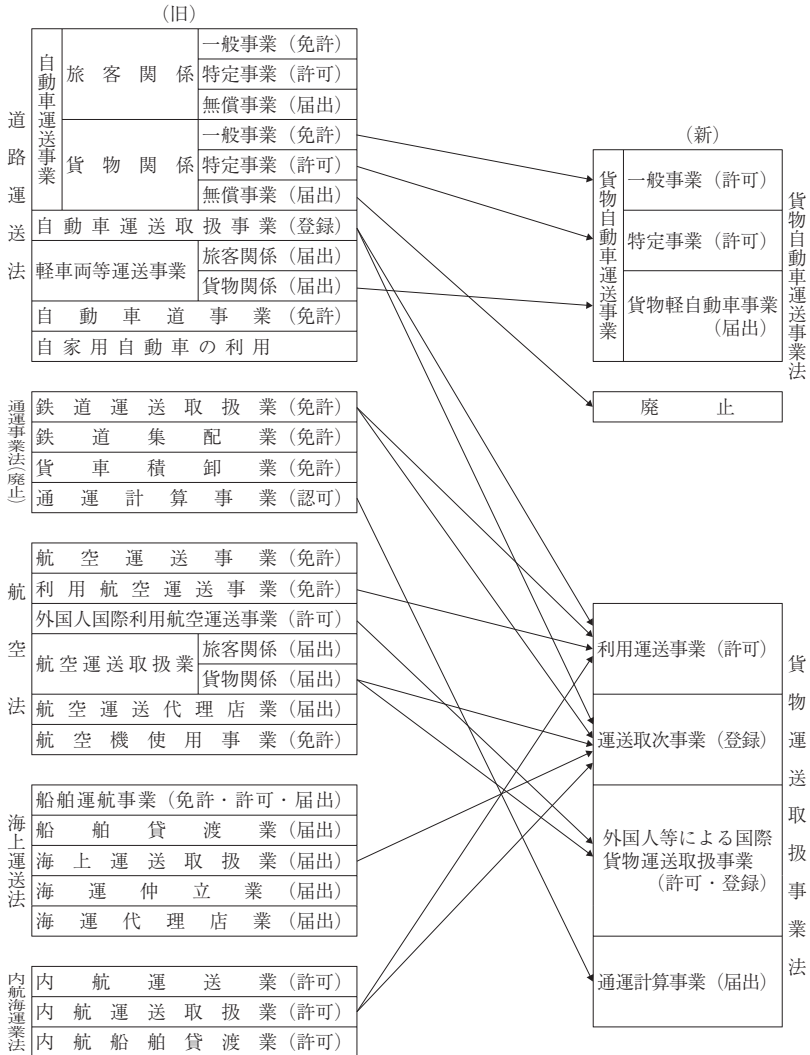 （旧）
道路運送法
自動車運送事業
旅客関係
一般事業（免許）
特定事業（許可）
無償事業（届出）
貨物関係
一般事業（免許）
特定事業（許可）
無償事業（届出）
自動車運送取扱事業（登録）
軽車両等運送事業
旅客関係（届出）
貨物関係（届出）
自動車道事業（免許）
自家用自動車の利用
通運事業法（廃止）
鉄道運送取扱業（免許）
鉄道集配業（免許）
貨車積卸業（免許）
通運計算事業（認可）
航空法
航空運送事業（免許）
利用航空運送事業（免許）
外国人国際利用航空運送事業（許可）
航空運送取扱業
旅客関係（届出）
貨物関係（届出）
航空運送代理店業（届出）
航空機使用事業（免許）
海上運送法
船舶運航事業（免許・許可・届出）
船舶貸渡業（届出）
海上運送取扱業（届出）
海運仲立業（届出）
海運代理店業（届出）
内航海運業法
内航運送業（許可）
内航運送取扱業（許可）
内航船舶貸渡業（許可）
（新）
貨物自動車運送事業
一般事業（許可）
特定事業（許可）
貨物軽自動車事業
（届出）
貨物自動車運送事業法
廃止
利用運送事業（許可）
運送取次事業（登録）
外国人等による国際
貨物運送取扱事業
（許可・登録）
通運計算事業（届出）
貨物運送取扱事業法